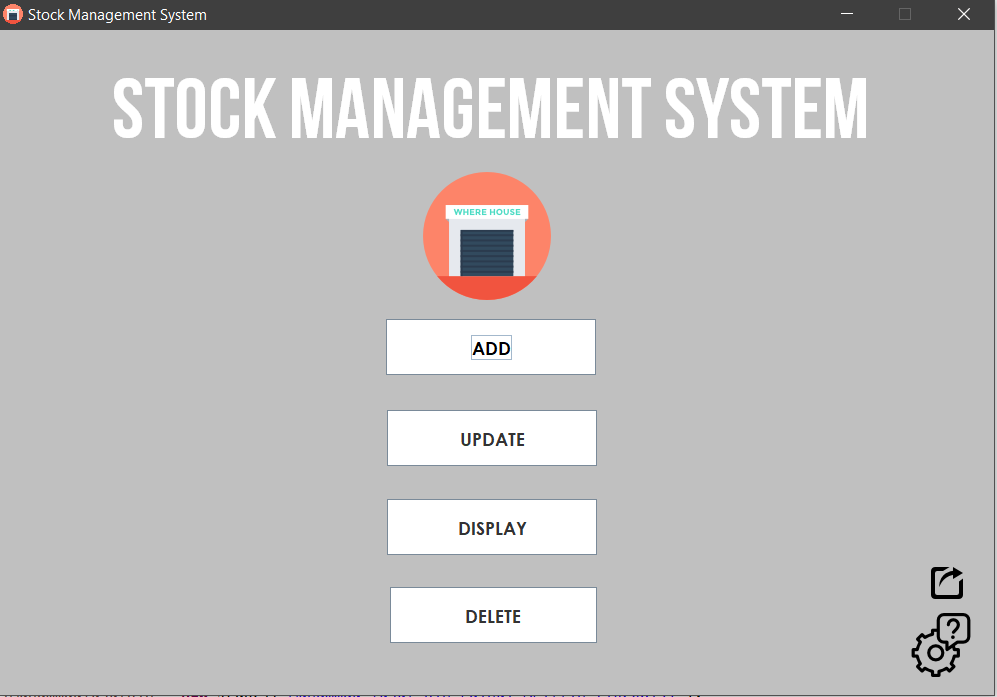 Stock Management System
STOCK MANAGEMENT SYSTEM
WHERE HOUSE
ADD
UPDATE
DISPLAY
DELETE
?